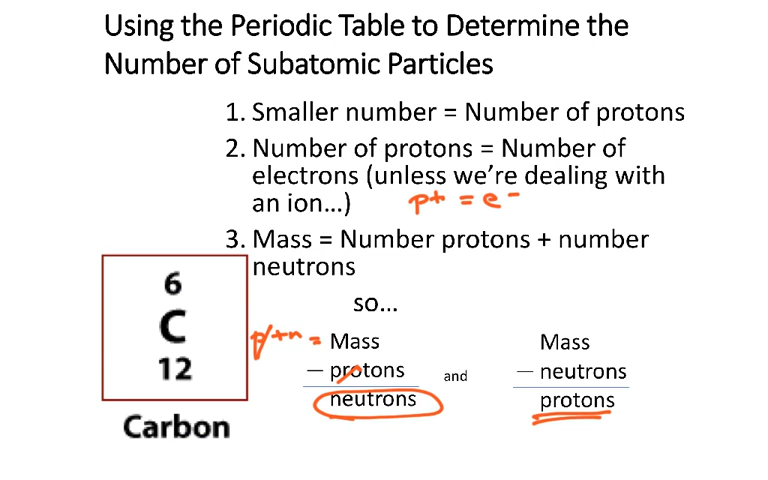 Using the Periodic Table to Determine the
Number of Subatomic Particles
1. Smaller number = Number of protons
2. Number of protons = Number of
electrons (unless we're dealing with
an ion...)
p+ = e-
3. Mass = Number protons + number
neutrons
6
C
12
Carbon
so...
p+n = Mass
— protons
neutrons
and
Mass
— neutrons
protons